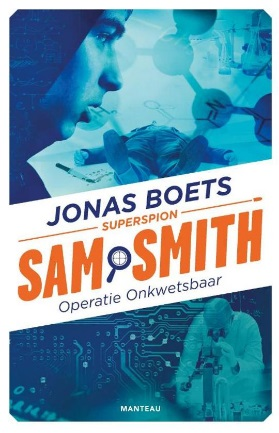 JONAS BOETS
SUPERSPION
SAM SMITH
Operatie Onkwetsbaar
MANTEAU